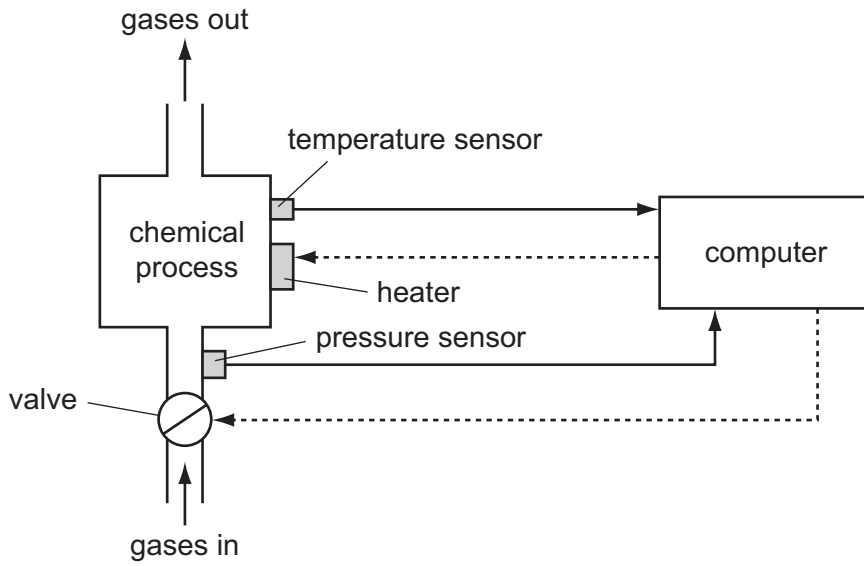 gases out
temperature sensor
chemical
process
computer
heater
pressure sensor
valve
gases in